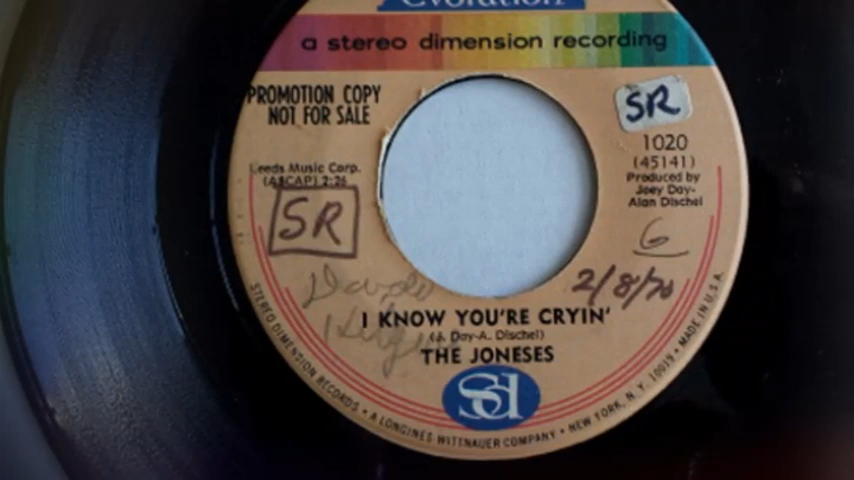 Evolution
a stereo dimension recording
PROMOTION COPY
NOT FOR SALE
SR
1020
(45141)
Produced by
Joey Day-
Alan Dischel
Leeds Music Corp.
(ASCAP) 2:26
SR
6
2/8/70
I KNOW YOU'RE CRYIN'
(J. Day-A. Dischel)
THE JONESES
Sd
STEREO DIMENSION RECORDS • A LONGINES-WITTNAUER COMPANY • NEW YORK, N. Y. 10019 • MADE IN U.S.A.